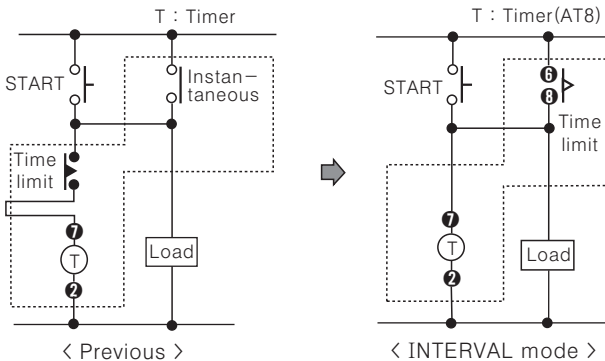 T : Timer
START
Instan-
taneous
Time
limit
7
T
2
Load
< Previous >
T : Timer(AT8)
START
6
8
Time
limit
7
T
2
Load
< INTERVAL mode >